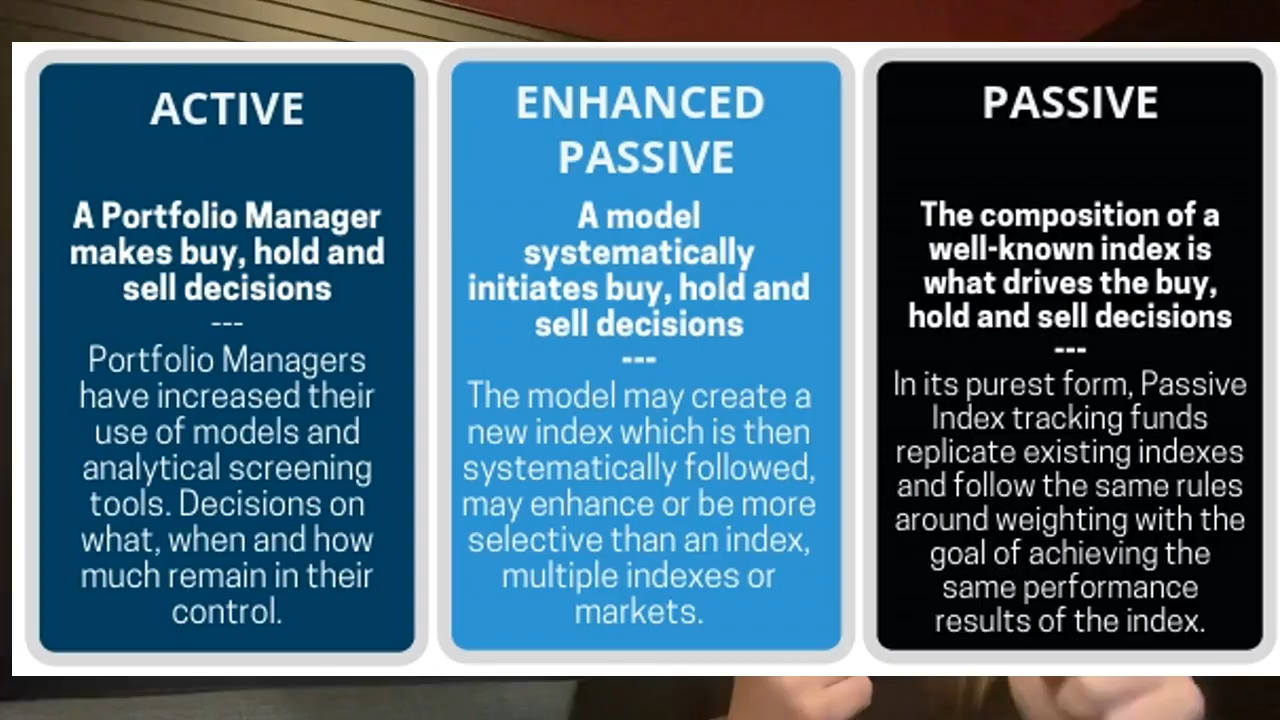 ACTIVE
A Portfolio Manager
makes buy, hold and
sell decisions
---
Portfolio Managers
have increased their
use of models and
analytical screening
tools. Decisions on
what, when and how
much remain in their
control.
ENHANCED
PASSIVE
A model
systematically
initiates buy, hold and
sell decisions
---
The model may create a
new index which is then
systematically followed,
may enhance or be more
selective than an index,
multiple indexes or
markets.
PASSIVE
The composition of a
well-known index is
what drives the buy,
hold and sell decisions
---
In its purest form, Passive
Index tracking funds
replicate existing indexes
and follow the same rules
around weighting with the
goal of achieving the
same performance
results of the index.